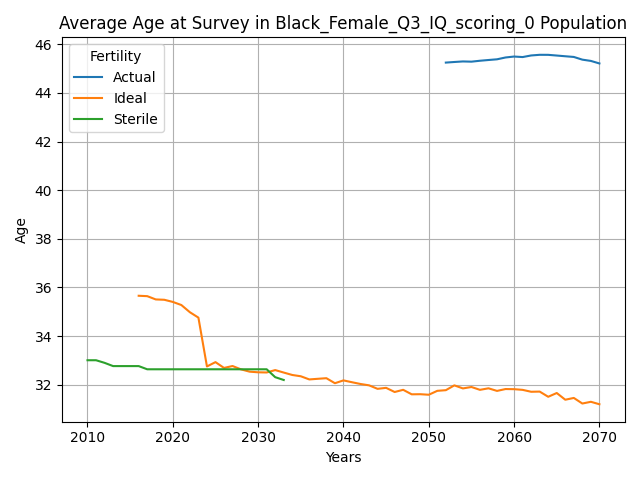 Average Age at Survey in Black_Female_Q3_IQ_scoring_0 Population
Fertility
Actual
Ideal
Sterile
46
44
42
40
38
36
34
32
Age
2010
2020
2030
2040
2050
2060
2070
Years